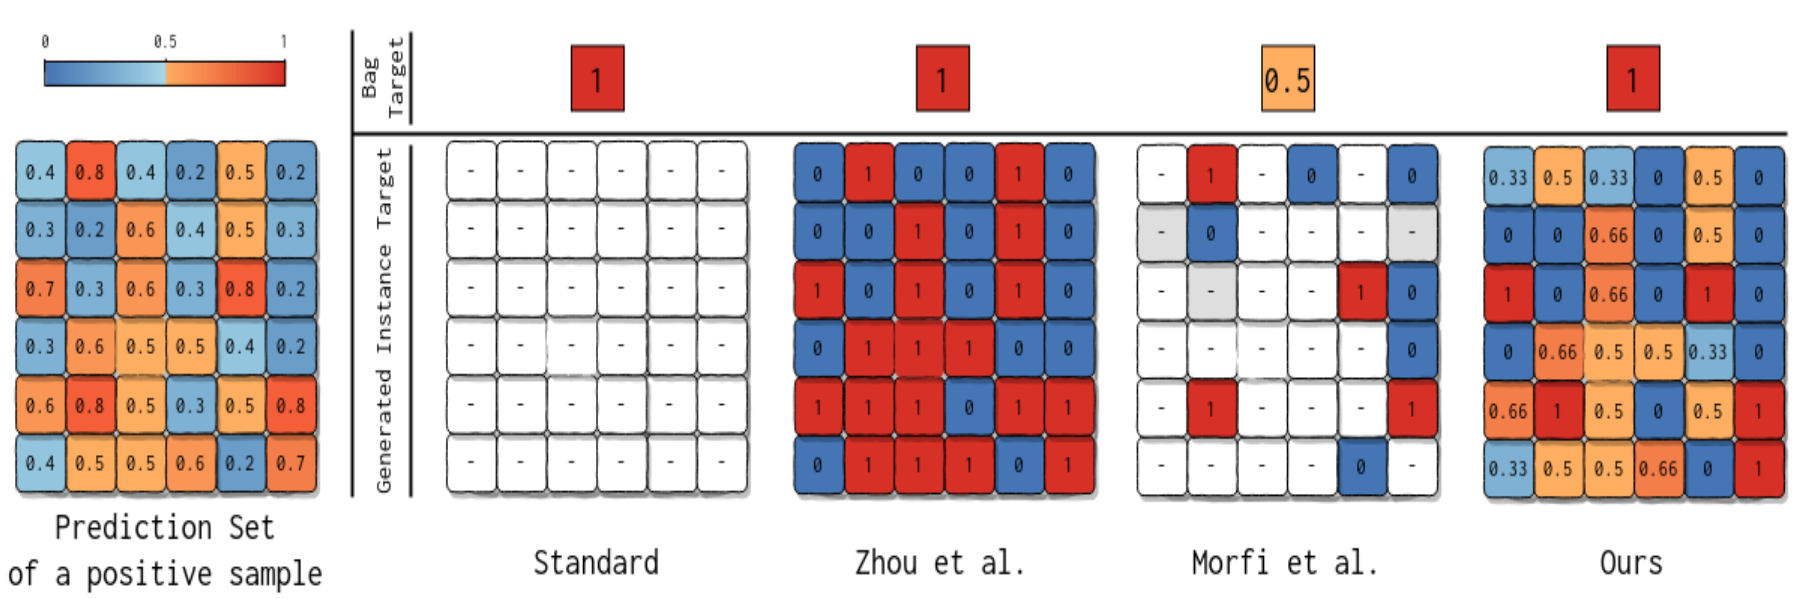 0 0.5 1
Bag
Target
1 1 0.5 1
Generated Instance Target
0.4 0.8 0.4 0.2 0.5 0.2
0.3 0.2 0.6 0.4 0.5 0.3
0.7 0.3 0.6 0.3 0.8 0.2
0.3 0.6 0.5 0.5 0.4 0.2
0.6 0.8 0.5 0.3 0.5 0.8
0.4 0.5 0.5 0.6 0.2 0.7
Prediction Set
of a positive sample
- - - - - -
- - - - - -
- - - - - -
- - - - - -
- - - - - -
- - - - - -
Standard
0 1 0 0 1 0
0 0 1 0 1 0
1 0 1 0 1 0
0 1 1 1 0 0
1 1 1 0 1 1
0 1 1 1 0 1
Zhou et al.
- 1 - 0 - 0
- 0 - - - -
- - - - 1 0
- - - - - 0
- 1 - - - 1
- - - - 0 -
Morfi et al.
0.33 0.5 0.33 0 0.5 0
0 0 0.66 0 0.5 0
1 0 0.66 0 1 0
0 0.66 0.5 0.5 0.33 0
0.66 1 0.5 0 0.5 1
0.33 0.5 0.5 0.66 0 1
Ours